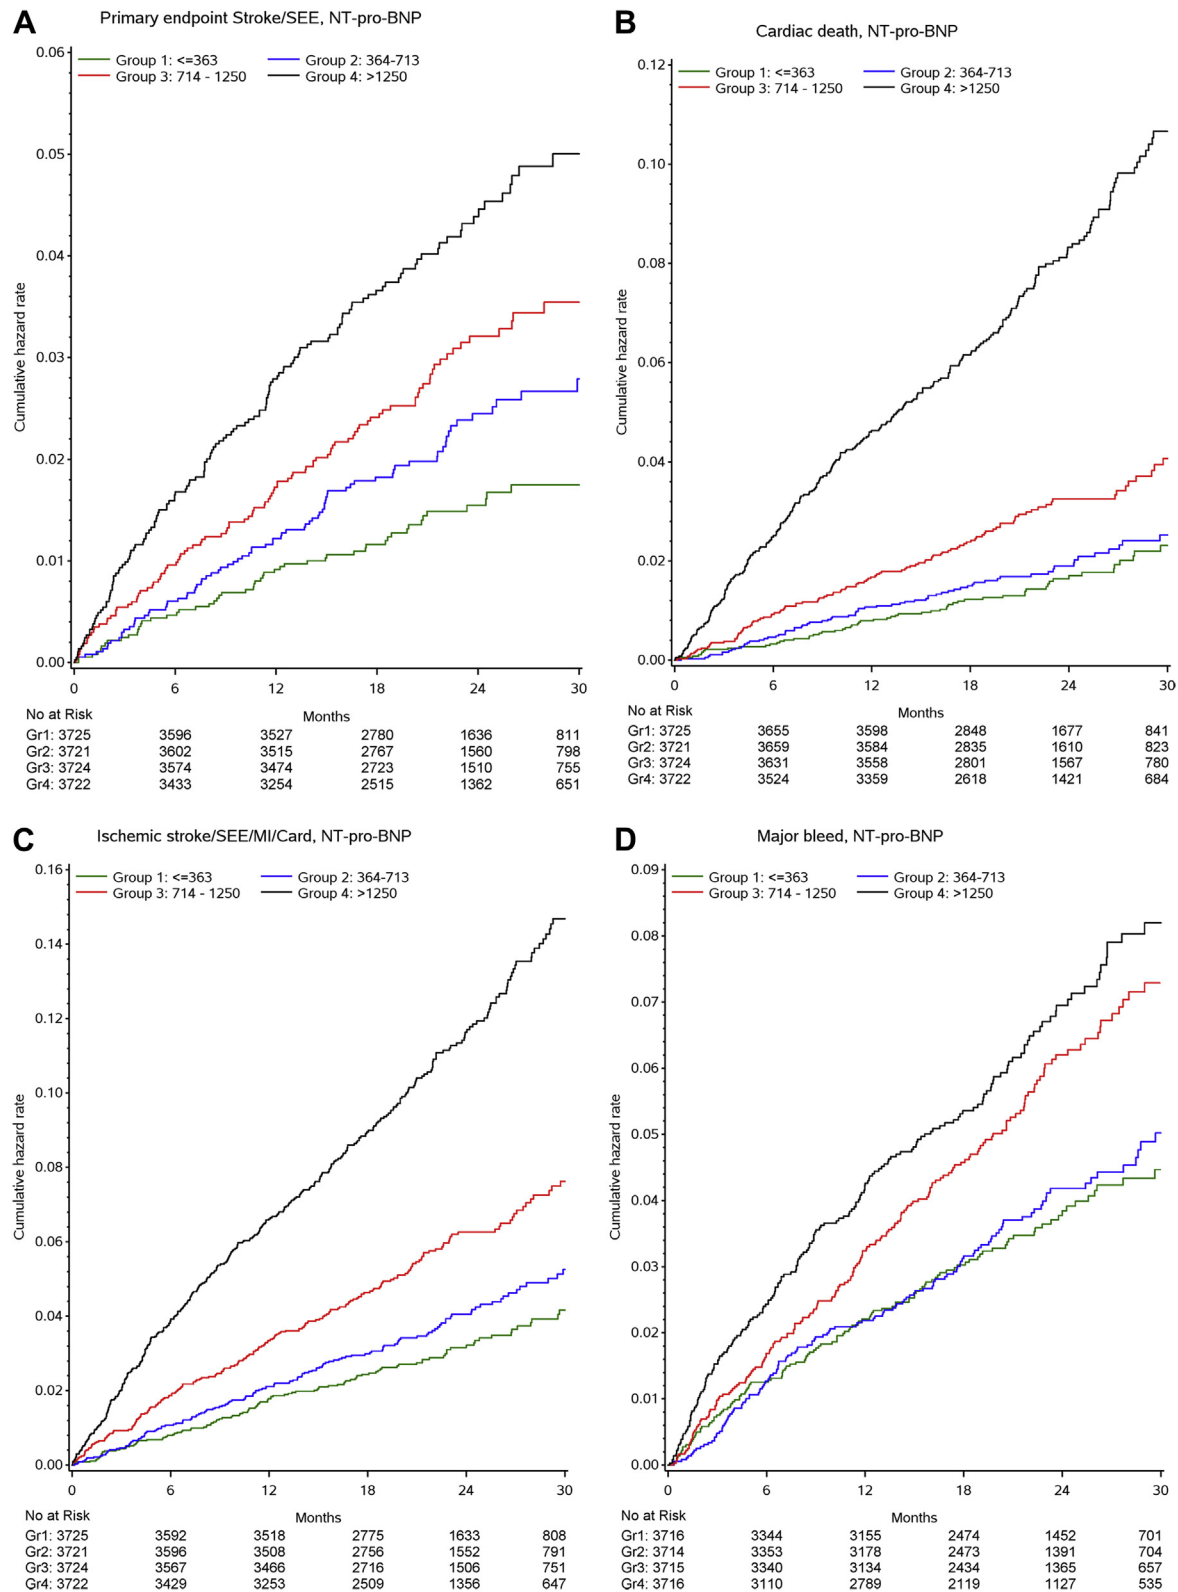 A
Primary endpoint Stroke/SEE, NT-pro-BNP
Group 1: <=363
Group 2: 364-713
Group 3: 714 - 1250
Group 4: >1250
Cumulative hazard rate
0.06
0.05
0.04
0.03
0.02
0.01
0.00
0 6 12 18 24 30
No at Risk
Months
Gr1: 3725 3596 3527 2780 1636 811
Gr2: 3721 3602 3515 2767 1560 798
Gr3: 3724 3574 3474 2723 1510 755
Gr4: 3722 3433 3254 2515 1362 651
B
Cardiac death, NT-pro-BNP
Group 1: <=363
Group 2: 364-713
Group 3: 714 - 1250
Group 4: >1250
Cumulative hazard rate
0.12
0.10
0.08
0.06
0.04
0.02
0.00
0 6 12 18 24 30
No at Risk
Months
Gr1: 3725 3655 3598 2848 1677 841
Gr2: 3721 3659 3584 2835 1610 823
Gr3: 3724 3631 3558 2801 1567 780
Gr4: 3722 3524 3359 2618 1421 684
C
Ischemic stroke/SEE/MI/Card, NT-pro-BNP
Group 1: <=363
Group 2: 364-713
Group 3: 714 - 1250
Group 4: >1250
Cumulative hazard rate
0.16
0.14
0.12
0.10
0.08
0.06
0.04
0.02
0.00
0 6 12 18 24 30
No at Risk
Months
Gr1: 3725 3592 3518 2775 1633 808
Gr2: 3721 3596 3508 2756 1552 791
Gr3: 3724 3567 3466 2716 1506 751
Gr4: 3722 3429 3253 2509 1356 647
D
Major bleed, NT-pro-BNP
Group 1: <=363
Group 2: 364-713
Group 3: 714 - 1250
Group 4: >1250
Cumulative hazard rate
0.09
0.08
0.07
0.06
0.05
0.04
0.03
0.02
0.01
0.00
0 6 12 18 24 30
No at Risk
Months
Gr1: 3716 3344 3155 2474 1452 701
Gr2: 3714 3353 3178 2473 1391 704
Gr3: 3715 3340 3134 2434 1365 657
Gr4: 3716 3110 2789 2119 1127 535